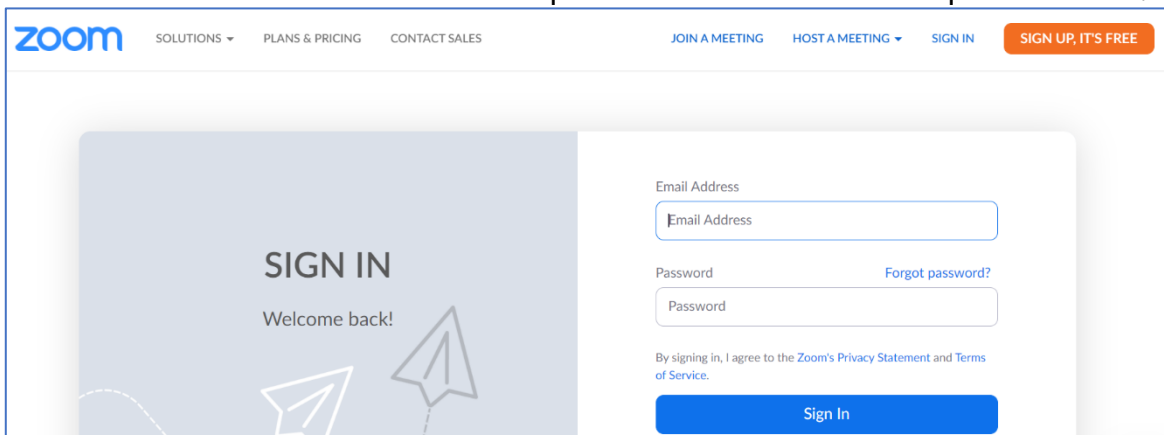 zoom SOLUTIONS PLANS & PRICING CONTACT SALES JOIN A MEETING HOST A MEETING SIGN IN SIGN UP, IT'S FREE
SIGN IN
Welcome back!
Email Address
Email Address
Password Forgot password?
Password
By signing in, I agree to the Zoom's Privacy Statement and Terms
of Service.
Sign In